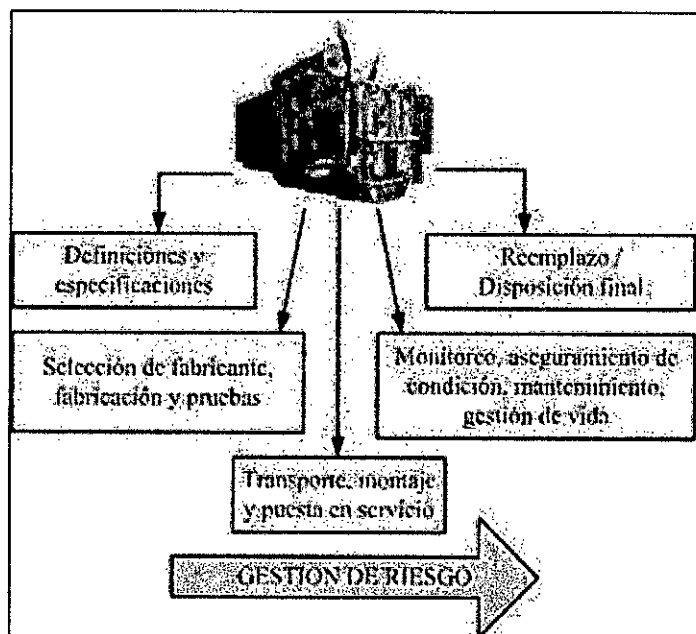 Definiciones y
especificaciones
Reemplazo /
Disposición final
Selección de fabricante,
fabricación y pruebas
Monitoreo, aseguramiento de
condición, mantenimiento,
gestión de vida
Transporte, montaje
y puesta en servicio
GESTION DE RIESGO